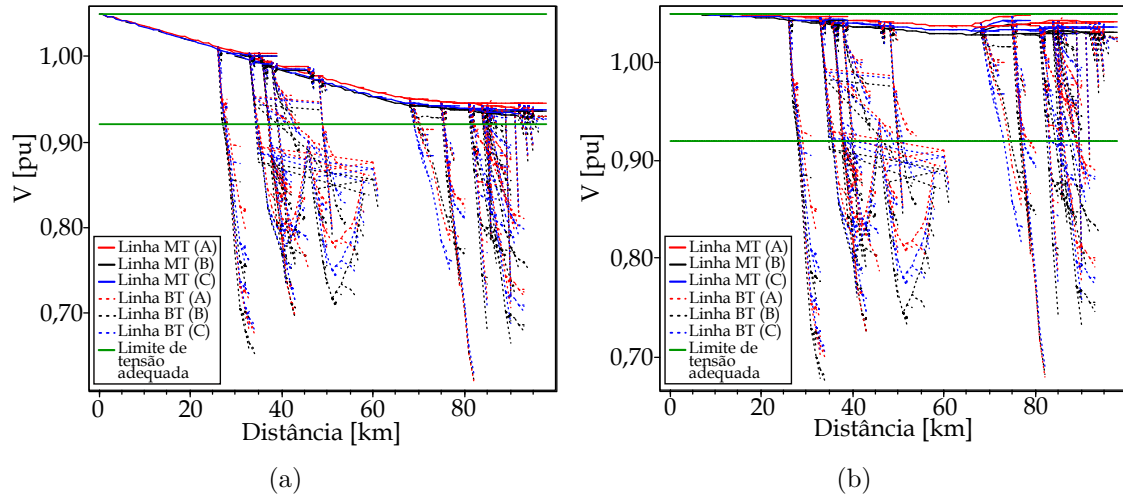 1,00
0,90
0,80
0,70
V [pu]
Linha MT (A)
Linha MT (B)
Linha MT (C)
Linha BT (A)
Linha BT (B)
Linha BT (C)
Limite de
tensão
adequada
0 20 40 60 80
Distância [km]
(a)
1,00
0,90
0,80
0,70
V [pu]
Linha MT (A)
Linha MT (B)
Linha MT (C)
Linha BT (A)
Linha BT (B)
Linha BT (C)
Limite de
tensão
adequada
0 20 40 60 80
Distância [km]
(b)